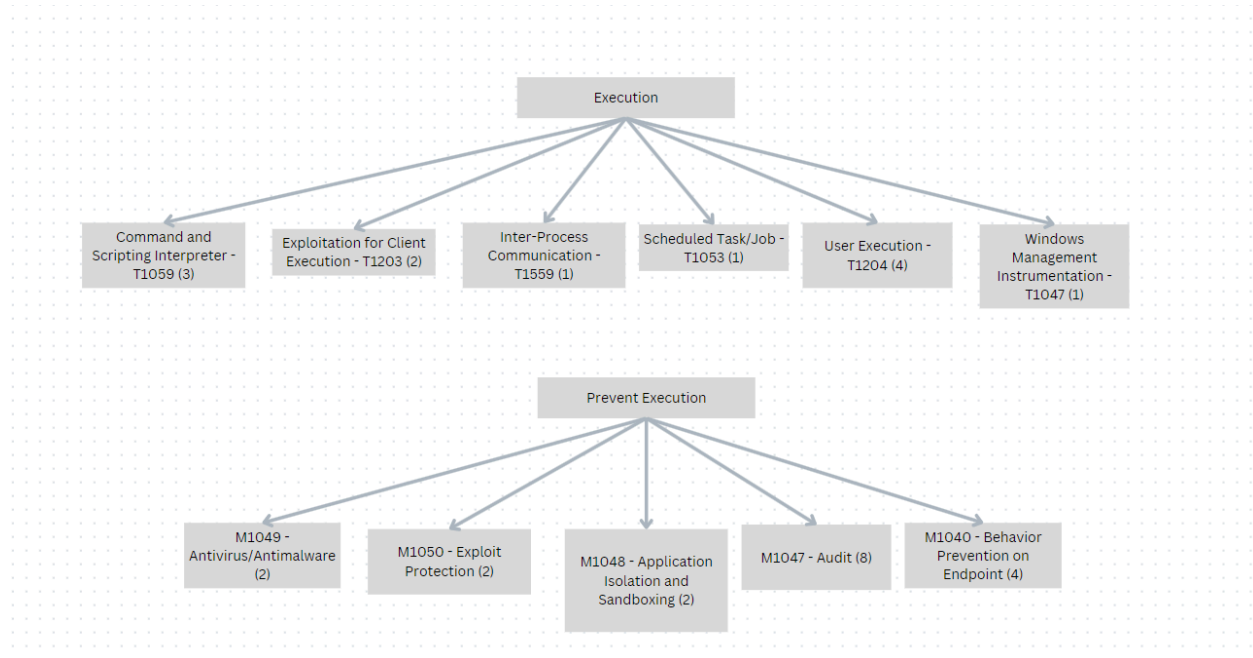 Execution
Command and
Scripting Interpreter -
T1059 (3)
Exploitation for Client
Execution - T1203 (2)
Inter-Process
Communication -
T1559 (1)
Scheduled Task/Job -
T1053 (1)
User Execution -
T1204 (4)
Windows
Management
Instrumentation -
T1047 (1)
Prevent Execution
M1049 -
Antivirus/Antimalware
(2)
M1050 - Exploit
Protection (2)
M1048 - Application
Isolation and
Sandboxing (2)
M1047 - Audit (8)
M1040 - Behavior
Prevention on
Endpoint (4)